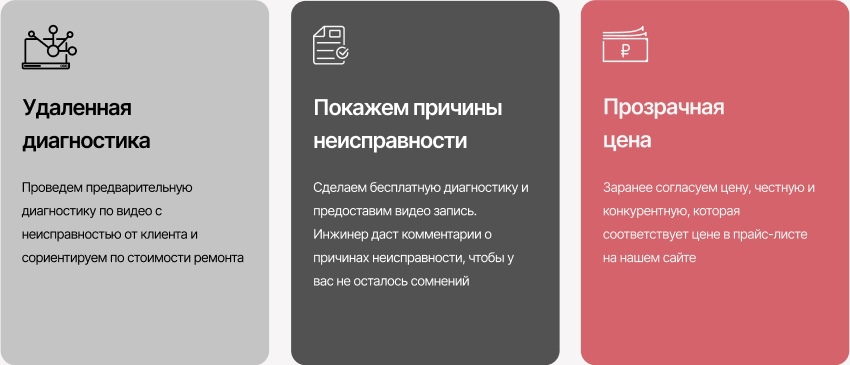 Удаленная
диагностика
Проведем предварительную
диагностику по видео с
неисправностью от клиента и
сориентируем по стоимости ремонта
Покажем причины
неисправности
Сделаем бесплатную диагностику и
предоставим видео запись.
Инжинер даст комментарии о
причинах неисправности, чтобы у
вас не осталось сомнений
₽
Прозрачная
цена
Заранее согласуем цену, честную и
конкурентную, которая
соответствует цене в прайс-листе
на нашем сайте